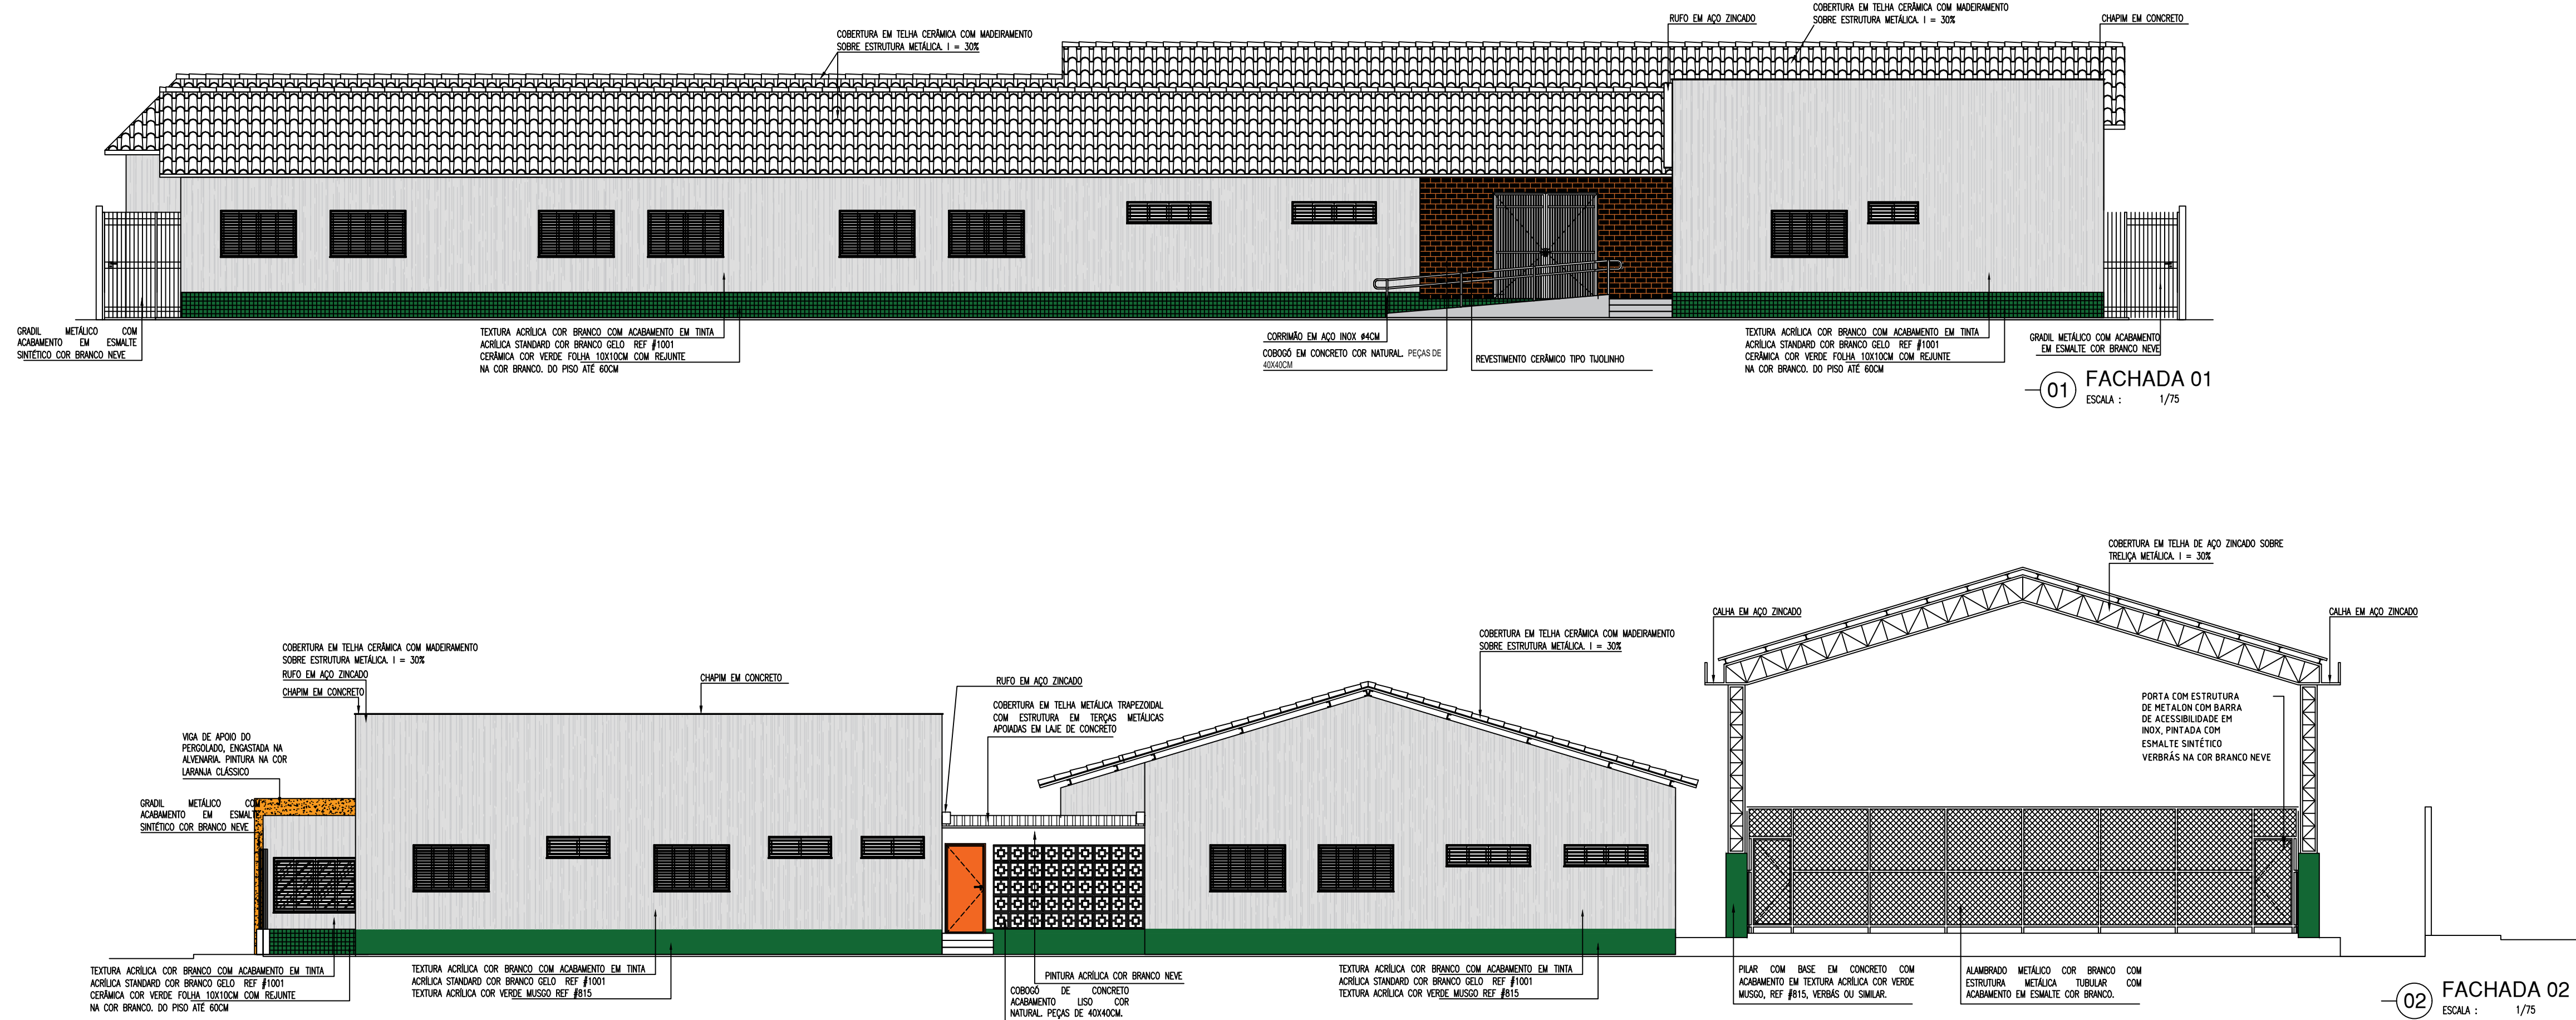 COBERTURA EM TELHA CERÂMICA COM MADEIRAMENTO
SOBRE ESTRUTURA METÁLICA. I = 30%
RUFO EM AÇO ZINCADO
COBERTURA EM TELHA CERÂMICA COM MADEIRAMENTO
SOBRE ESTRUTURA METÁLICA. I = 30%
CHAPIM EM CONCRETO
GRADIL METÁLICO COM
ACABAMENTO EM ESMALTE
SINTÉTICO COR BRANCO NEVE
TEXTURA ACRÍLICA COR BRANCO COM ACABAMENTO EM TINTA
ACRÍLICA STANDARD COR BRANCO GELO REF #1001
CERÂMICA COR VERDE FOLHA 10X10CM COM REJUNTE
NA COR BRANCO. DO PISO ATÉ 60CM
CORRIMÃO EM AÇO INOX ø4CM
COBOGÓ EM CONCRETO COR NATURAL. PEÇAS DE
40X40CM
REVESTIMENTO CERÂMICO TIPO TIJOLINHO
TEXTURA ACRÍLICA COR BRANCO COM ACABAMENTO EM TINTA
ACRÍLICA STANDARD COR BRANCO GELO REF #1001
CERÂMICA COR VERDE FOLHA 10X10CM COM REJUNTE
NA COR BRANCO. DO PISO ATÉ 60CM
GRADIL METÁLICO COM ACABAMENTO
EM ESMALTE COR BRANCO NEVE
01 FACHADA 01
ESCALA : 1/75
COBERTURA EM TELHA CERÂMICA COM MADEIRAMENTO
SOBRE ESTRUTURA METÁLICA. I = 30%
RUFO EM AÇO ZINCADO
CHAPIM EM CONCRETO
CHAPIM EM CONCRETO
VIGA DE APOIO DO
PERGOLADO, ENGASTADA NA
ALVENARIA. PINTURA NA COR
LARANJA CLÁSSICO
GRADIL METÁLICO COM
ACABAMENTO EM ESMALTE
SINTÉTICO COR BRANCO NEVE
RUFO EM AÇO ZINCADO
COBERTURA EM TELHA METÁLICA TRAPEZOIDAL
COM ESTRUTURA EM TERÇAS METÁLICAS
APOIADAS EM LAJE DE CONCRETO
COBERTURA EM TELHA CERÂMICA COM MADEIRAMENTO
SOBRE ESTRUTURA METÁLICA. I = 30%
COBERTURA EM TELHA DE AÇO ZINCADO SOBRE
TRELIÇA METÁLICA. I = 30%
CALHA EM AÇO ZINCADO
CALHA EM AÇO ZINCADO
PORTA COM ESTRUTURA
DE METALON COM BARRA
DE ACESSIBILIDADE EM
INOX, PINTADA COM
ESMALTE SINTÉTICO
VERBRÁS NA COR BRANCO NEVE
TEXTURA ACRÍLICA COR BRANCO COM ACABAMENTO EM TINTA
ACRÍLICA STANDARD COR BRANCO GELO REF #1001
CERÂMICA COR VERDE FOLHA 10X10CM COM REJUNTE
NA COR BRANCO. DO PISO ATÉ 60CM
TEXTURA ACRÍLICA COR BRANCO COM ACABAMENTO EM TINTA
ACRÍLICA STANDARD COR BRANCO GELO REF #1001
TEXTURA ACRÍLICA COR VERDE MUSGO REF #815
PINTURA ACRÍLICA COR BRANCO NEVE
COBOGÓ DE CONCRETO
ACABAMENTO LISO COR
NATURAL. PEÇAS DE 40X40CM.
TEXTURA ACRÍLICA COR BRANCO COM ACABAMENTO EM TINTA
ACRÍLICA STANDARD COR BRANCO GELO REF #1001
TEXTURA ACRÍLICA COR VERDE MUSGO REF #815
PILAR COM BASE EM CONCRETO COM
ACABAMENTO EM TEXTURA ACRÍLICA COR VERDE
MUSGO, REF #815, VERBÁS OU SIMILAR.
ALAMBRADO METÁLICO COR BRANCO COM
ESTRUTURA METÁLICA TUBULAR COM
ACABAMENTO EM ESMALTE COR BRANCO.
02 FACHADA 02
ESCALA : 1/75